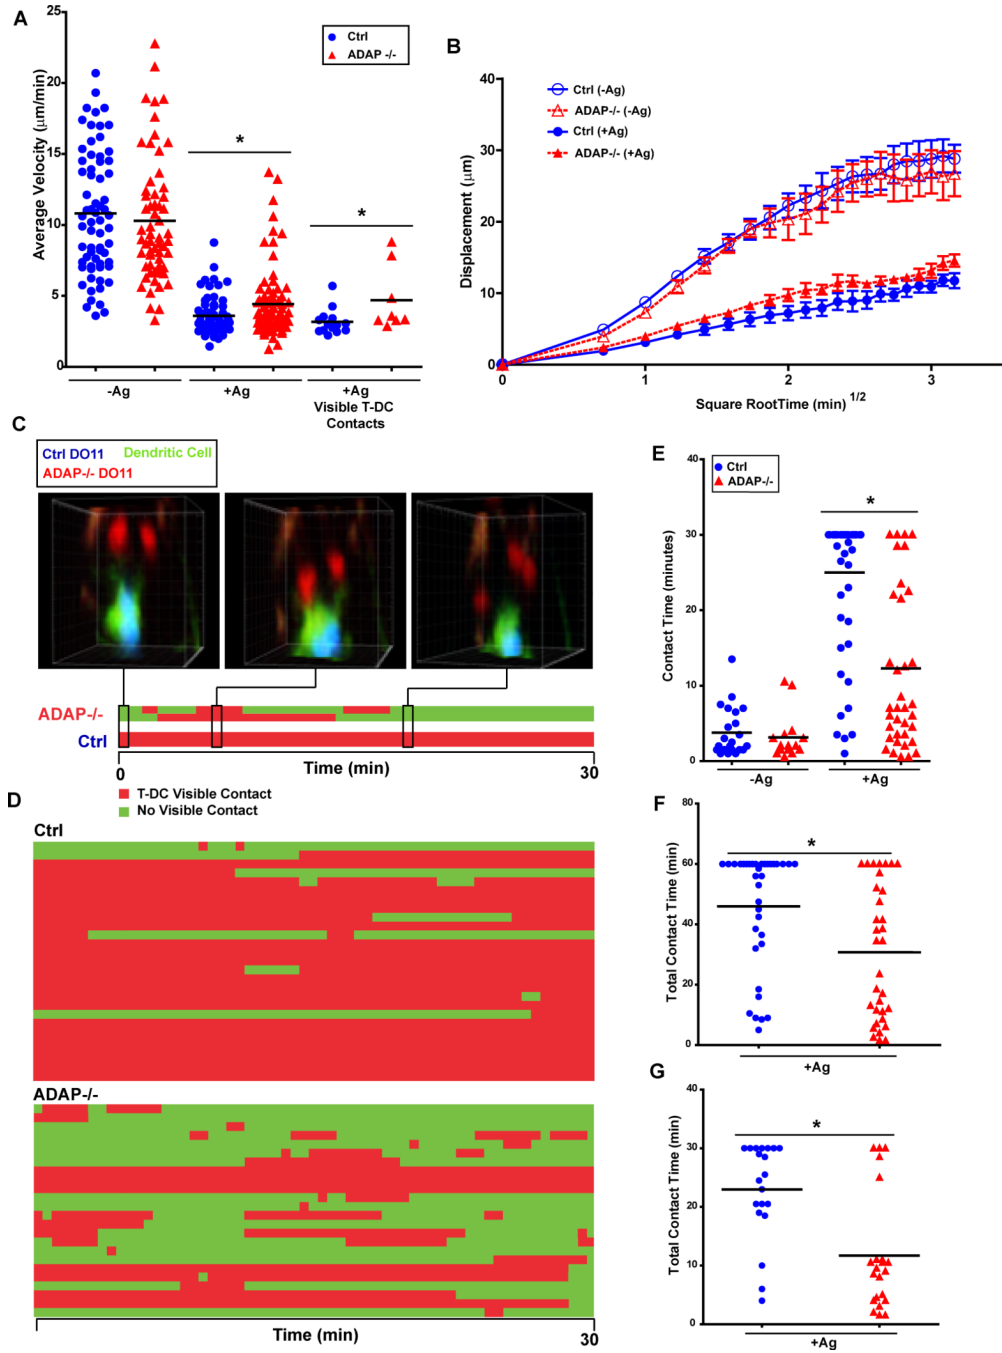 A
25
20
15
10
5
0
Average Velocity (µm/min)
Ctrl
ADAP -/-
*
*
-Ag
+Ag
+Ag
Visible T-DC
Contacts
B
40
30
20
10
0
Displacement (µm)
Ctrl (-Ag)
ADAP-/- (-Ag)
Ctrl (+Ag)
ADAP-/- (+Ag)
0
1
2
3
Square RootTime (min) 1/2
C
Ctrl DO11 Dendritic Cell
ADAP-/- DO11
ADAP-/-
Ctrl
0 Time (min) 30
T-DC Visible Contact
No Visible Contact
D
Ctrl
ADAP-/-
Time (min) 30
E
40
30
20
10
0
Contact Time (minutes)
Ctrl
ADAP-/-
*
-Ag
+Ag
F
80
60
40
20
0
Total Contact Time (min)
*
+Ag
G
40
30
20
10
0
Total Contact Time (min)
*
+Ag